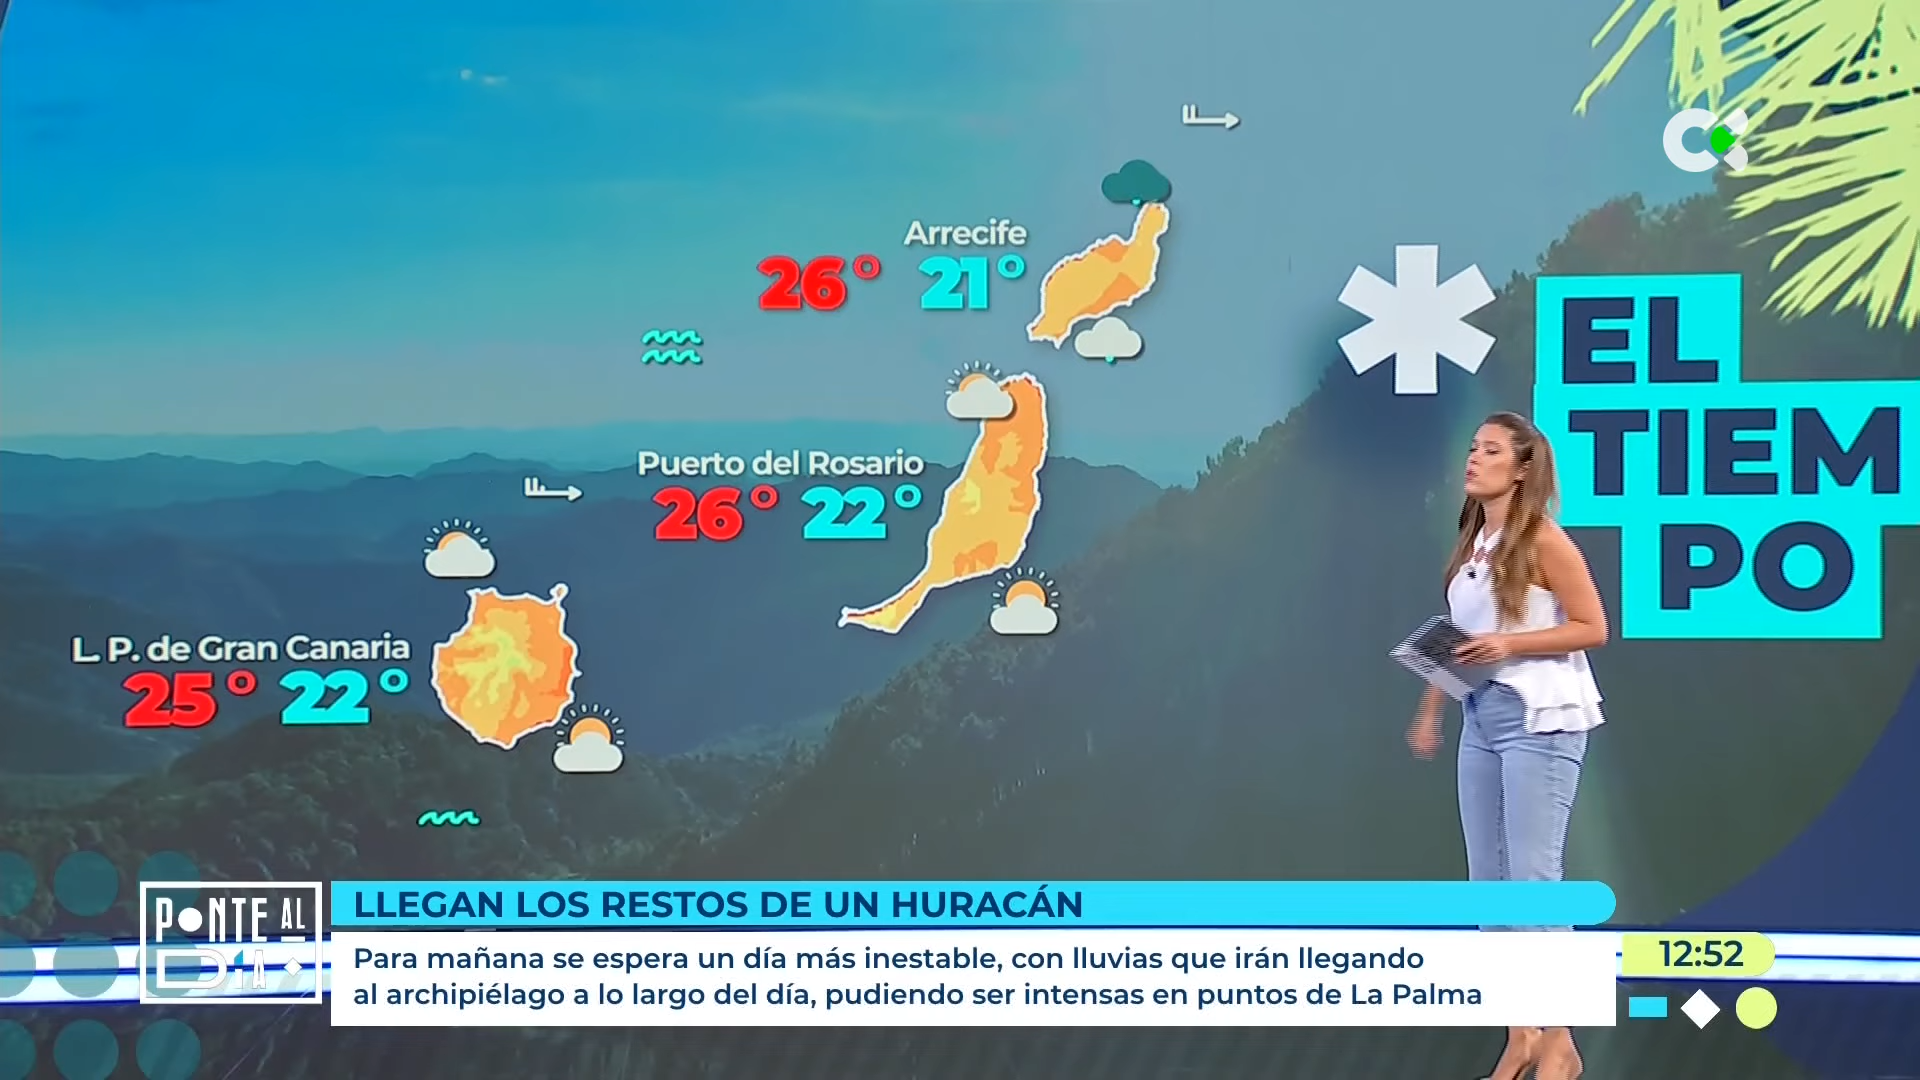 Arrecife
26° 21°
Puerto del Rosario
26° 22°
L. P. de Gran Canaria
25° 22°
EL
TIEM
PO
PONTE AL
DÍA
LLEGAN LOS RESTOS DE UN HURACÁN
Para mañana se espera un día más inestable, con lluvias que irán llegando
al archipiélago a lo largo del día, pudiendo ser intensas en puntos de La Palma
12:52